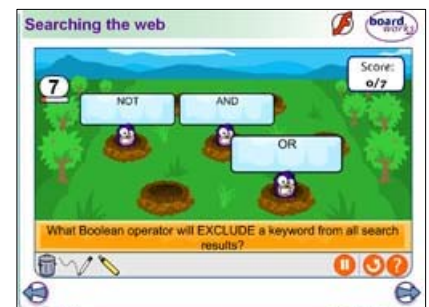 Searching the web
board
works
Score:
0/7
7
NOT
AND
OR
What Boolean operator will EXCLUDE a keyword from all search
results?
?